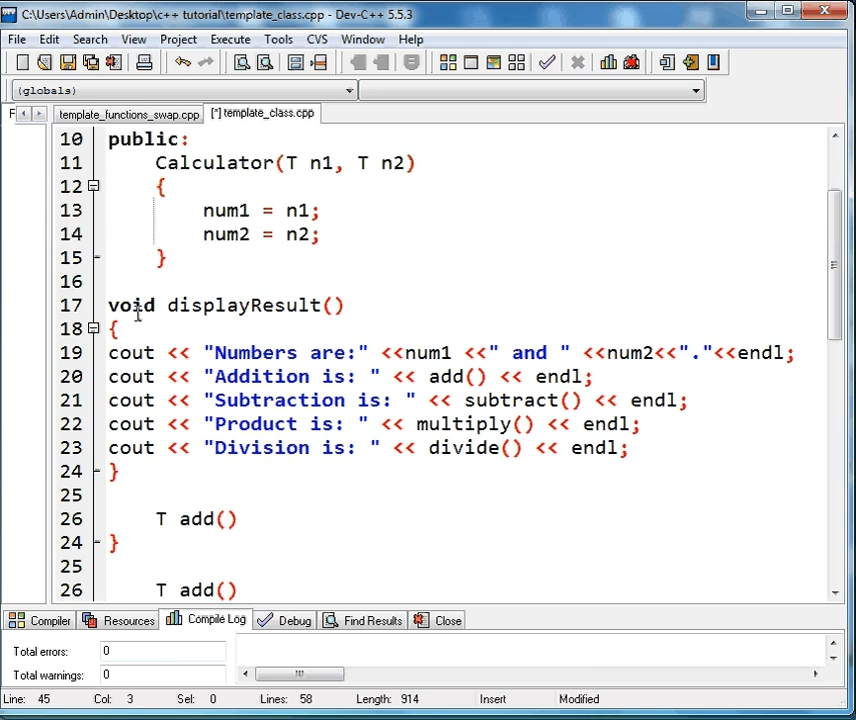 C:\Users\Admin\Desktop\c++ tutorial\template_class.cpp - Dev-C++ 5.5.3
File Edit Search View Project Execute Tools CVS Window Help
(globals)
F template_functions_swap.cpp [*] template_class.cpp
10 public:
11 Calculator(T n1, T n2)
12 {
13 num1 = n1;
14 num2 = n2;
15 }
16
17 void displayResult()
18 {
19 cout << "Numbers are:" <<num1 <<" and " <<num2<<"."<<endl;
20 cout << "Addition is: " << add() << endl;
21 cout << "Subtraction is: " << subtract() << endl;
22 cout << "Product is: " << multiply() << endl;
23 cout << "Division is: " << divide() << endl;
24 }
25
26 T add()
24 }
25
26 T add()
Compiler Resources Compile Log Debug Find Results Close
Total errors: 0
Total warnings: 0
Line: 45 Col: 3 Sel: 0 Lines: 58 Length: 914 Insert Modified